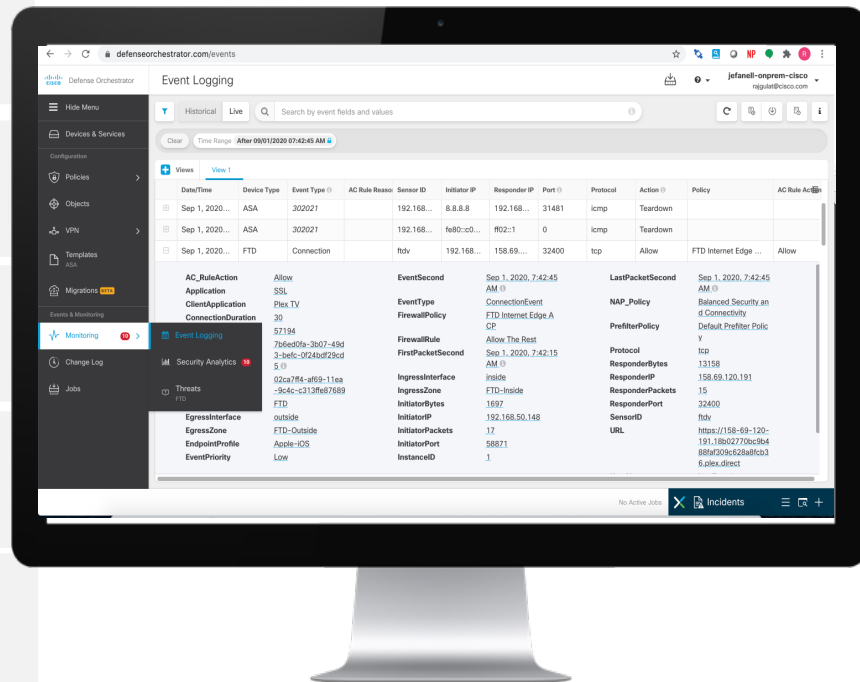 defenseorchestrator.com/events
NP
R
CISCO
Defense Orchestrator
Event Logging
jefanell-onprem-cisco
rajgulat@cisco.com
Hide Menu
Historical Live Search by event fields and values
Devices & Services
Clear Time Range After 09/01/2020 07:42:45 AM
Configuration
Policies
Objects
VPN
Templates
ASA
Migrations BETA
Events & Monitoring
Monitoring 10
Change Log
Jobs
Event Logging
Security Analytics 10
Threats
FTD
Views View 1
Date/Time Device Type Event Type AC Rule Reason Sensor ID Initiator IP Responder IP Port Protocol Action Policy AC Rule Action
Sep 1, 2020... ASA 302021 192.168... 8.8.8.8 192.168... 31481 icmp Teardown
Sep 1, 2020... ASA 302021 192.168... fe80::c0... ff02::1 0 icmp Teardown
Sep 1, 2020... FTD Connection ftdv 192.168... 158.69.... 32400 tcp Allow FTD Internet Edge ... Allow
AC_RuleAction Allow
Application SSL
ClientApplication Plex TV
ConnectionDuration 30
57194
7b6ed0fa-3b07-49d
3-befc-0f24bdf29cd
5
02ca7ff4-af69-11ea
-9c4c-c313ffe87689
FTD
EgressInterface outside
EgressZone FTD-Outside
EndpointProfile Apple-iOS
EventPriority Low
EventSecond Sep 1, 2020, 7:42:45
AM
EventType ConnectionEvent
FirewallPolicy FTD Internet Edge A
CP
FirewallRule Allow The Rest
FirstPacketSecond Sep 1, 2020, 7:42:15
AM
IngressInterface inside
IngressZone FTD-Inside
InitiatorBytes 1697
InitiatorIP 192.168.50.148
InitiatorPackets 17
InitiatorPort 58871
InstanceID 1
LastPacketSecond Sep 1, 2020, 7:42:45
AM
NAP_Policy Balanced Security an
d Connectivity
PrefilterPolicy Default Prefilter Polic
y
Protocol tcp
ResponderBytes 13158
ResponderIP 158.69.120.191
ResponderPackets 15
ResponderPort 32400
SensorID ftdv
URL https://158-69-120-
191.18b02770bc9b4
88faf309c628a8fcb3
6.plex.direct
No Active Jobs
Incidents